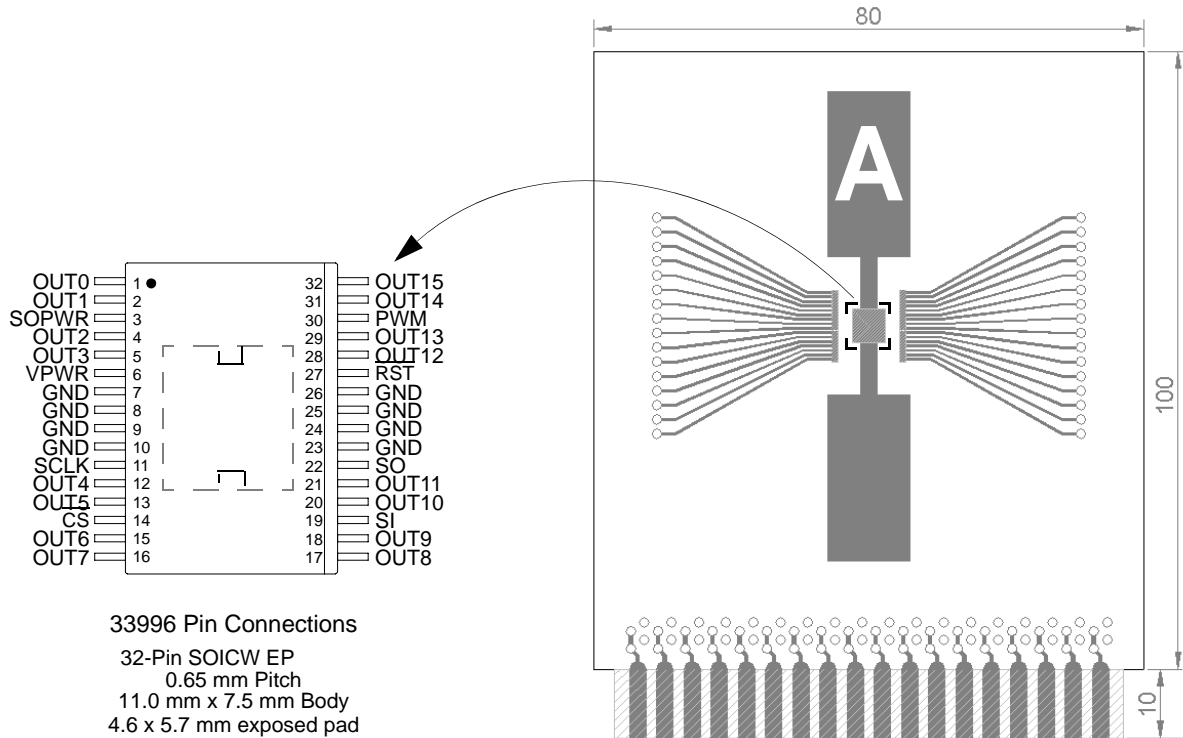 80
A
100
10
OUT0 1 32 OUT15
OUT1 2 31 OUT14
SOPWR 3 30 PWM
OUT2 4 29 OUT13
OUT3 5 28 OUT12
VPWR 6 27 RST
GND 7 26 GND
GND 8 25 GND
GND 9 24 GND
GND 10 23 GND
SCLK 11 22 SO
OUT4 12 21 OUT11
OUT5 13 20 OUT10
CS 14 19 SI
OUT6 15 18 OUT9
OUT7 16 17 OUT8
33996 Pin Connections
32-Pin SOICW EP
0.65 mm Pitch
11.0 mm x 7.5 mm Body
4.6 x 5.7 mm exposed pad